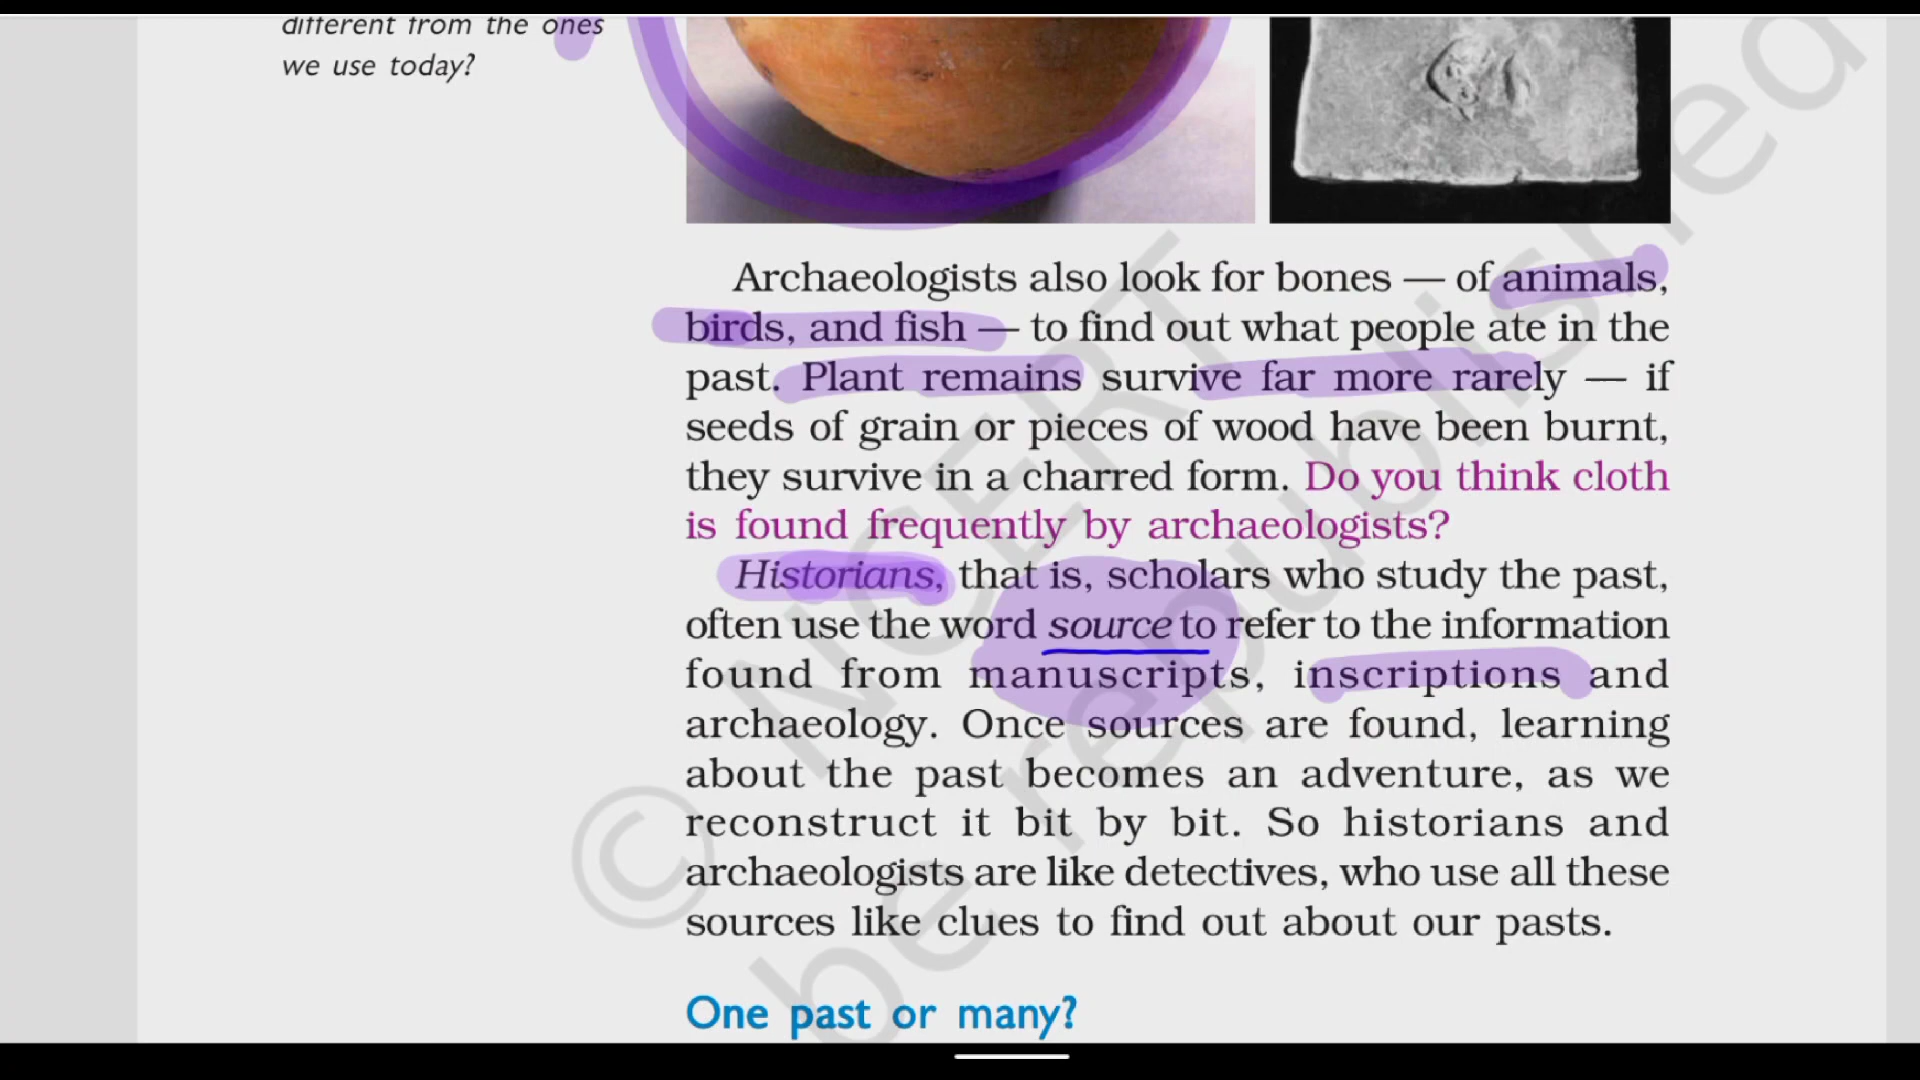 different from the ones
we use today?
Archaeologists also look for bones — of animals,
birds, and fish — to find out what people ate in the
past. Plant remains survive far more rarely — if
seeds of grain or pieces of wood have been burnt,
they survive in a charred form. Do you think cloth
is found frequently by archaeologists?
Historians, that is, scholars who study the past,
often use the word source to refer to the information
found from manuscripts, inscriptions and
archaeology. Once sources are found, learning
about the past becomes an adventure, as we
reconstruct it bit by bit. So historians and
archaeologists are like detectives, who use all these
sources like clues to find out about our pasts.
One past or many?
© NCERT
be republished